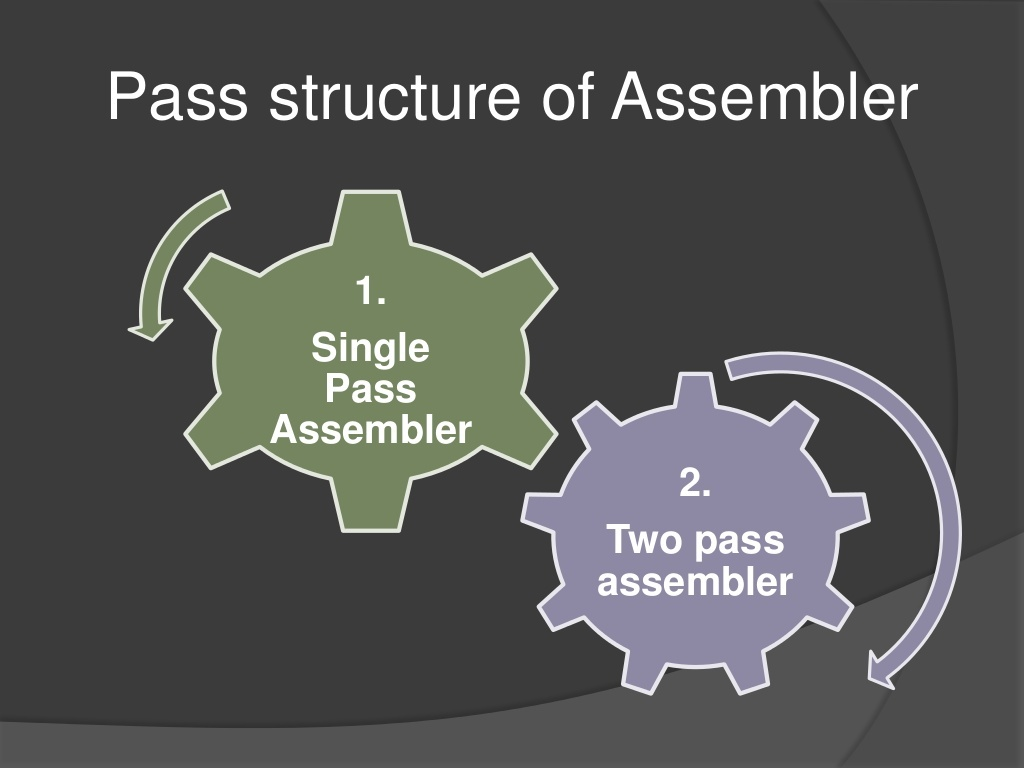 Pass structure of Assembler
1.
Single
Pass
Assembler
2.
Two pass
assembler